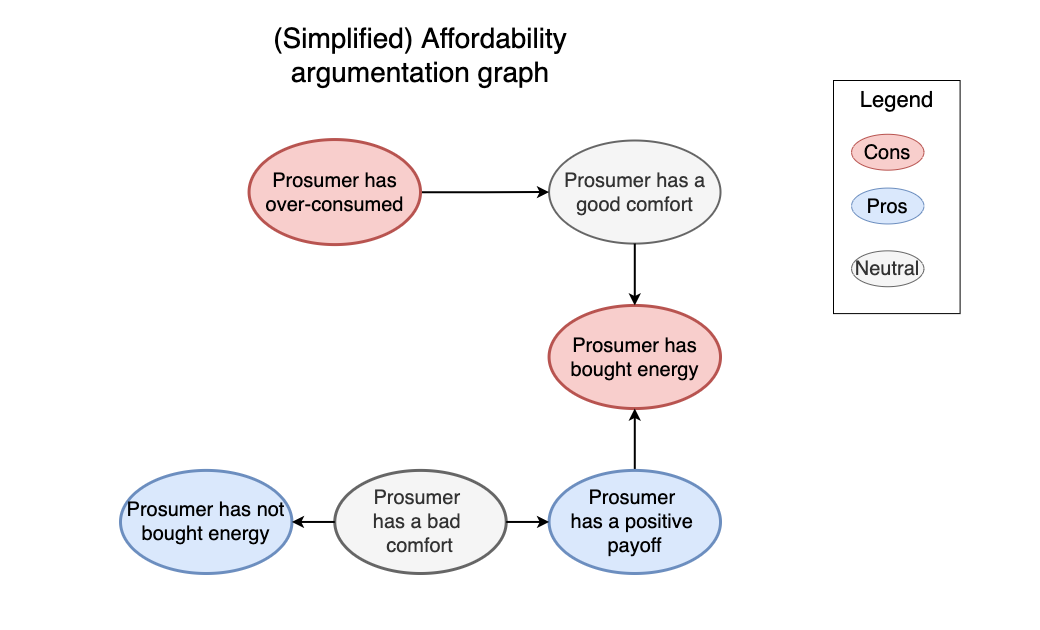 (Simplified) Affordability
argumentation graph
Legend
Cons
Pros
Neutral
Prosumer has
over-consumed
Prosumer has a
good comfort
Prosumer has
bought energy
Prosumer has not
bought energy
Prosumer
has a bad
comfort
Prosumer
has a positive
payoff